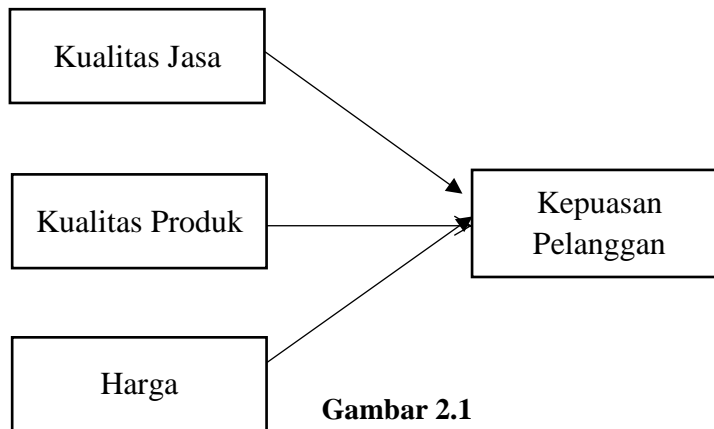 Kualitas Jasa
Kualitas Produk
Kepuasan
Pelanggan
Harga
Gambar 2.1